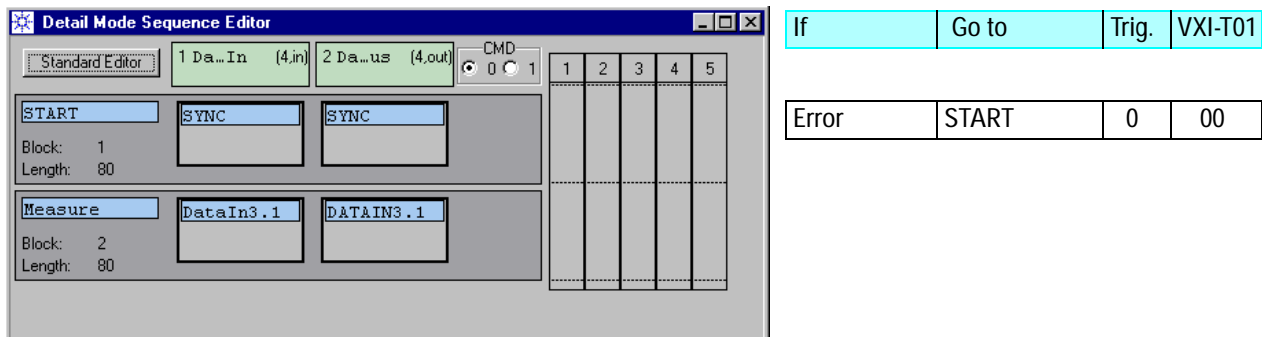 Detail Mode Sequence Editor
Standard Editor
1 Da…In (4,in)
2 Da…us (4,out)
CMD
0 1
1 2 3 4 5
START
SYNC
SYNC
Block: 1
Length: 80
Measure
DataIn3.1
DATAIN3.1
Block: 2
Length: 80
If Go to Trig. VXI-T01
Error START 0 00